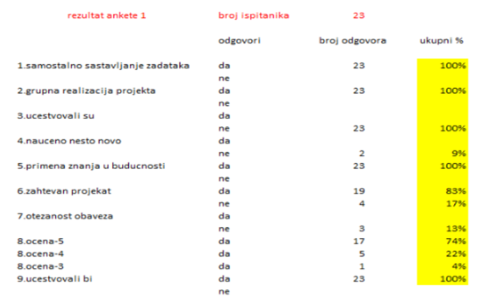 rezultat ankete 1 broj ispitanika 23
odgovori broj odgovora ukupni %
1.samostalno sastavljanje zadataka da 23 100%
ne
2.grupna realizacija projekta da 23 100%
ne
3.ucestvovali su da
ne 23 100%
4.nauceno nesto novo da
ne 2 9%
5.primena znanja u buducnosti da 23 100%
ne
6.zahtevan projekat da 19 83%
ne 4 17%
7.otezanost obaveza da
ne 3 13%
8.ocena-5 da 17 74%
8.ocena-4 da 5 22%
8.ocena-3 da 1 4%
9.ucestvovali bi da 23 100%
ne